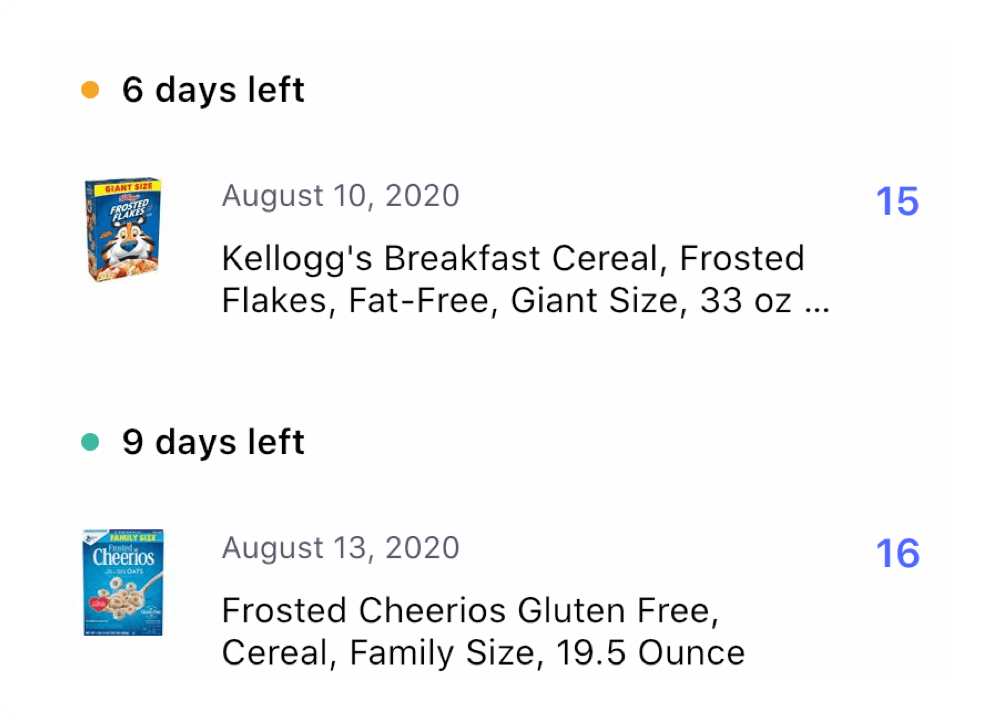 6 days left
GIANT SIZE
Kellogg's
FROSTED
FLAKES
August 10, 2020
15
Kellogg's Breakfast Cereal, Frosted
Flakes, Fat-Free, Giant Size, 33 oz ...
9 days left
FAMILY SIZE
Frosted
Cheerios
OATS
August 13, 2020
16
Frosted Cheerios Gluten Free,
Cereal, Family Size, 19.5 Ounce